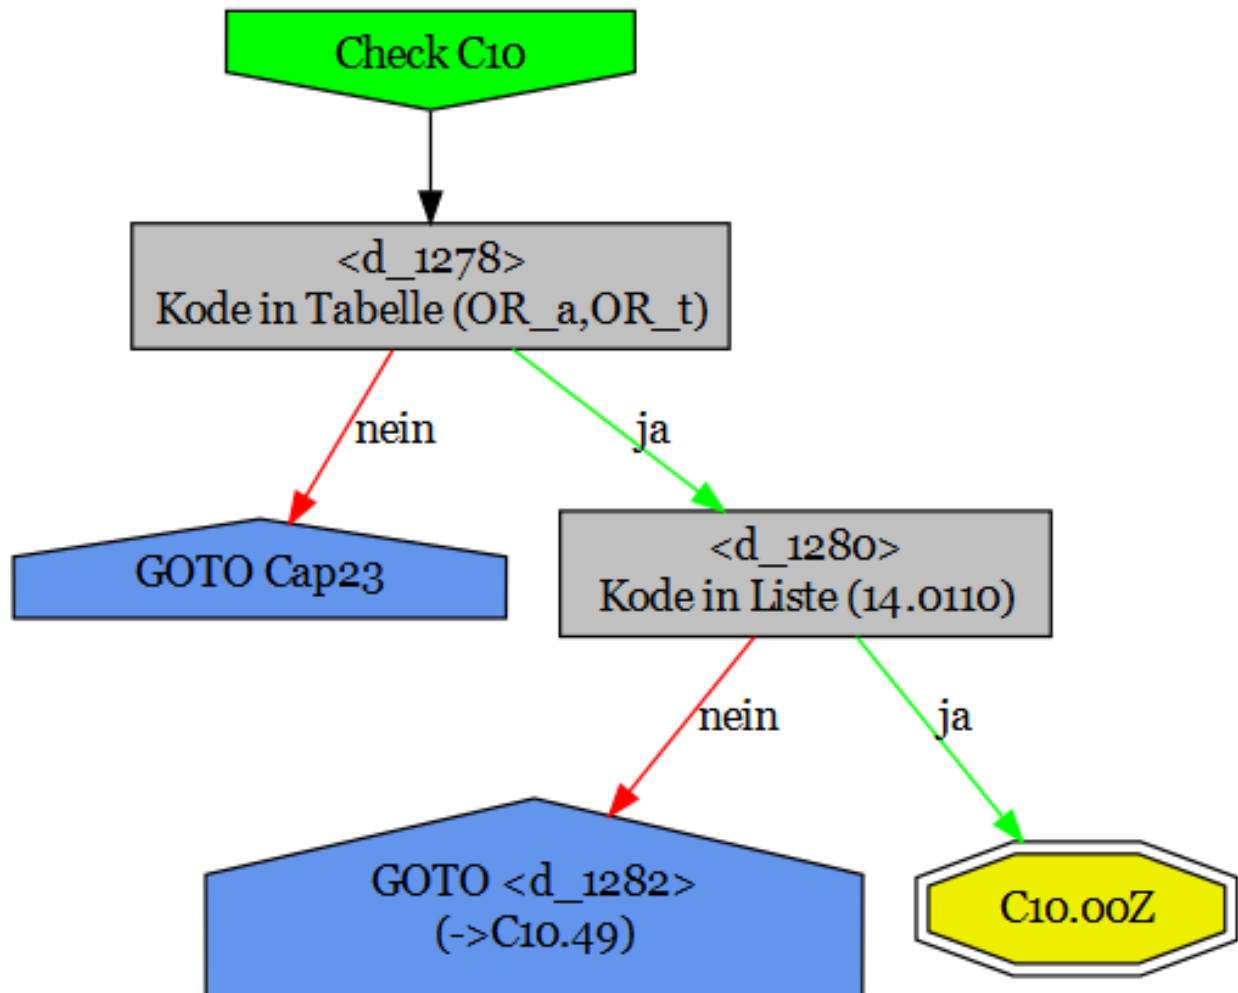 Check C10
<d_1278>
Kode in Tabelle (OR_a,OR_t)
nein
ja
GOTO Cap23
<d_1280>
Kode in Liste (14.0110)
nein
ja
GOTO <d_1282>
(->C10.49)
C10.00Z